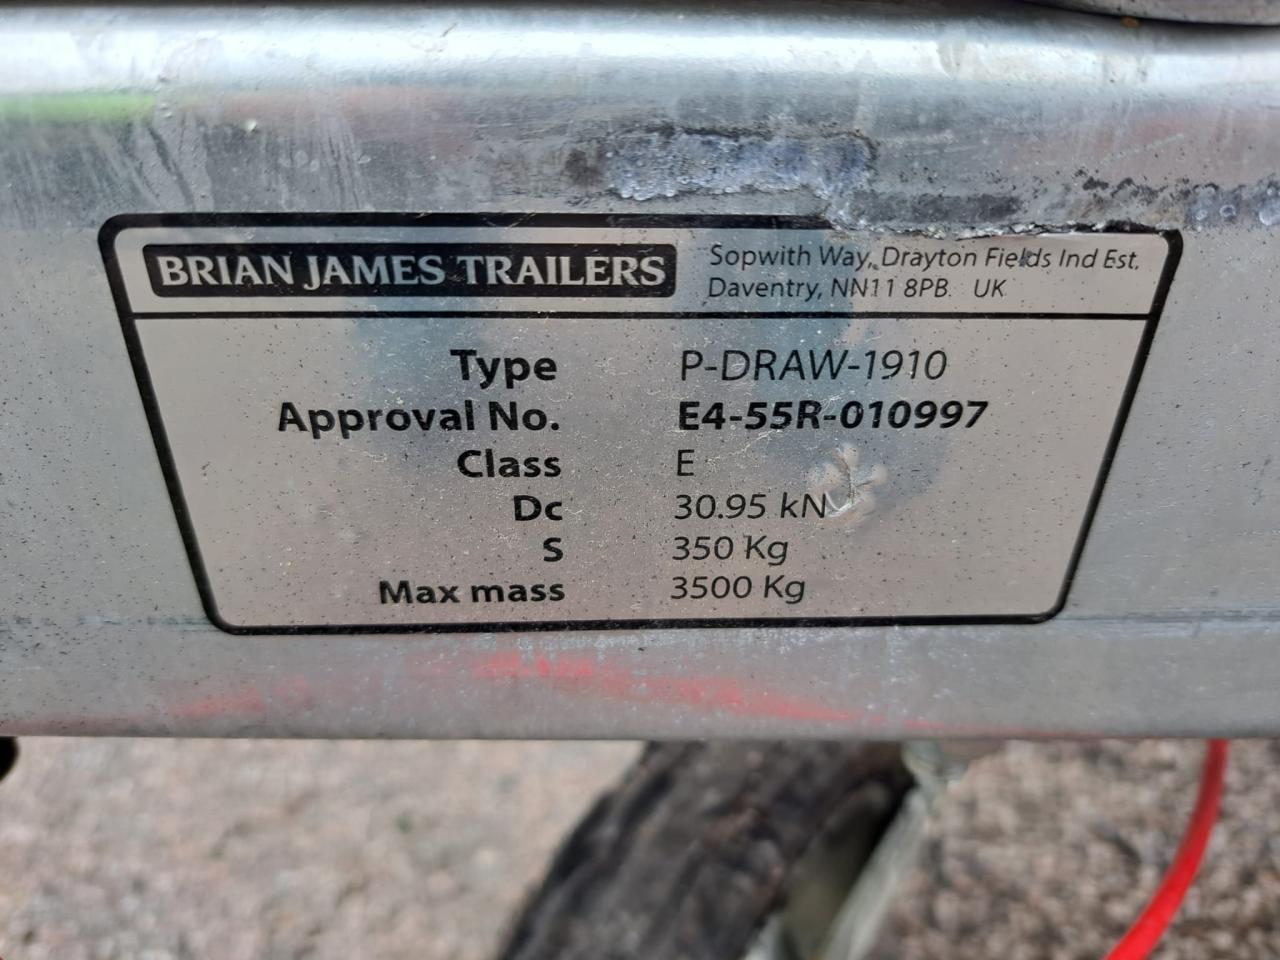 BRIAN JAMES TRAILERS
Sopwith Way, Drayton Fields Ind Est,
Daventry, NN11 8PB UK
Type P-DRAW-1910
Approval No. E4-55R-010997
Class E
Dc 30.95 kN
S 350 Kg
Max mass 3500 Kg